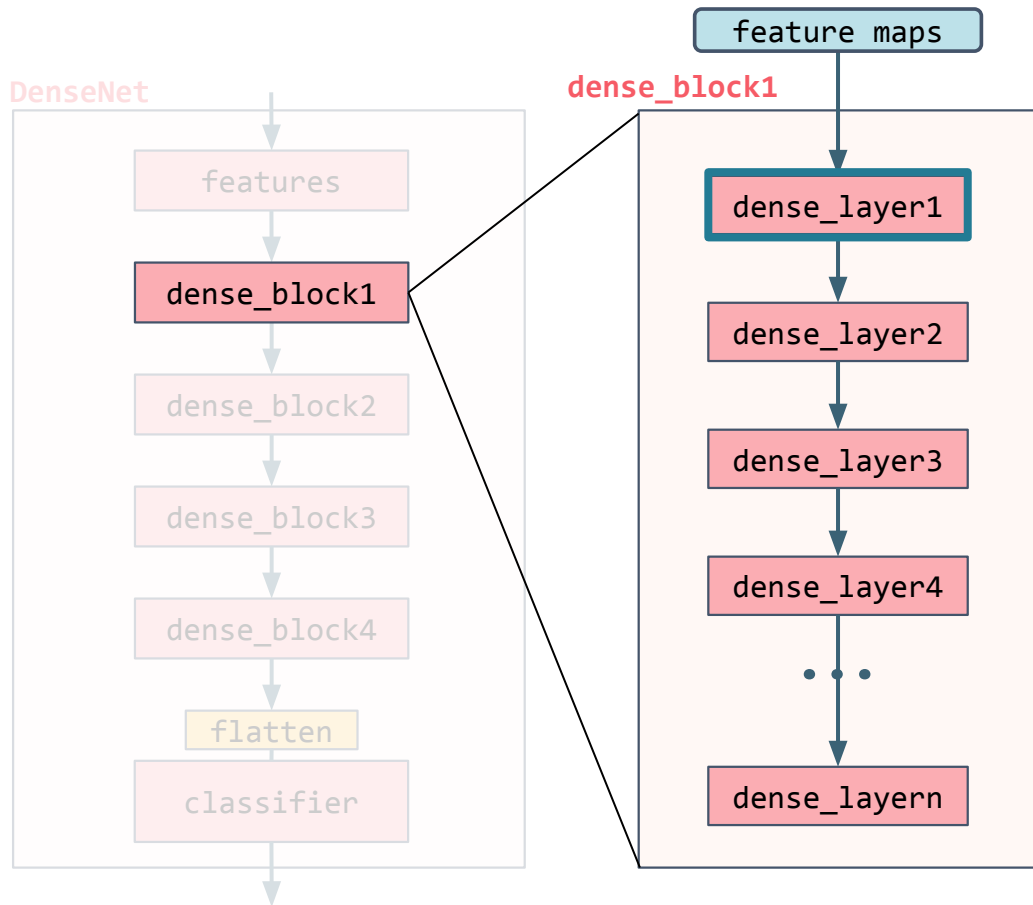 DenseNet
features
dense_block1
dense_block2
dense_block3
dense_block4
flatten
classifier
feature maps
dense_block1
dense_layer1
dense_layer2
dense_layer3
dense_layer4
...
dense_layern